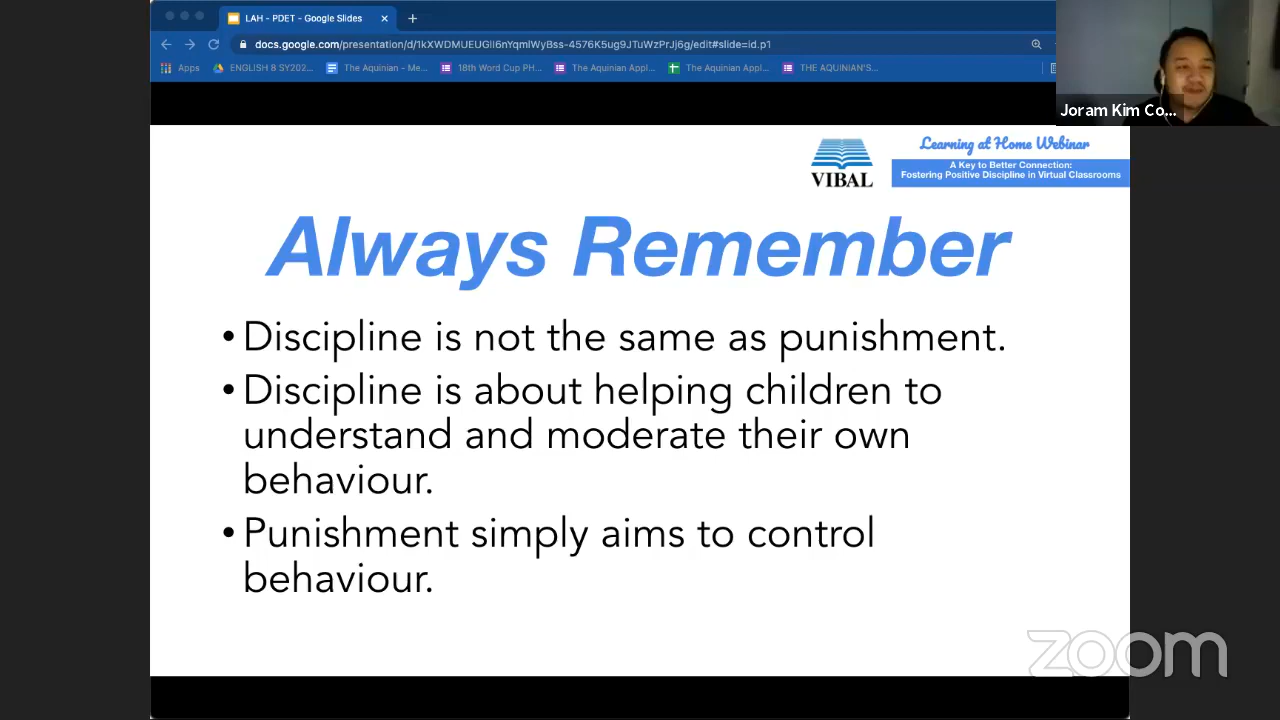 LAH - PDET - Google Slides
docs.google.com/presentation/d/1kXWDMUEUGIl6nYqmlWyBss-4576K5ug9JTuWzPrJj6g/edit#slide=id.p1
Apps ENGLISH 8 SY202... The Aquinian - Me... 18th Word Cup PH... The Aquinian Appl... The Aquinian Appl... THE AQUINIAN'S...
Joram Kim Co...
VIBAL
Learning at Home Webinar
A Key to Better Connection:
Fostering Positive Discipline in Virtual Classrooms
Always Remember
• Discipline is not the same as punishment.
• Discipline is about helping children to
understand and moderate their own
behaviour.
• Punishment simply aims to control
behaviour.
zoom